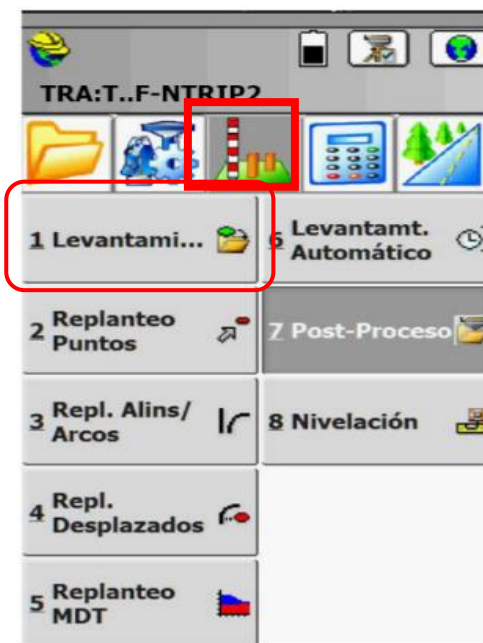 TRA:T..F-NTRIP2
1 Levantami...
6 Levantamt.
Automático
2 Replanteo
Puntos
7 Post-Proceso
3 Repl. Alins/
Arcos
8 Nivelación
4 Repl.
Desplazados
5 Replanteo
MDT